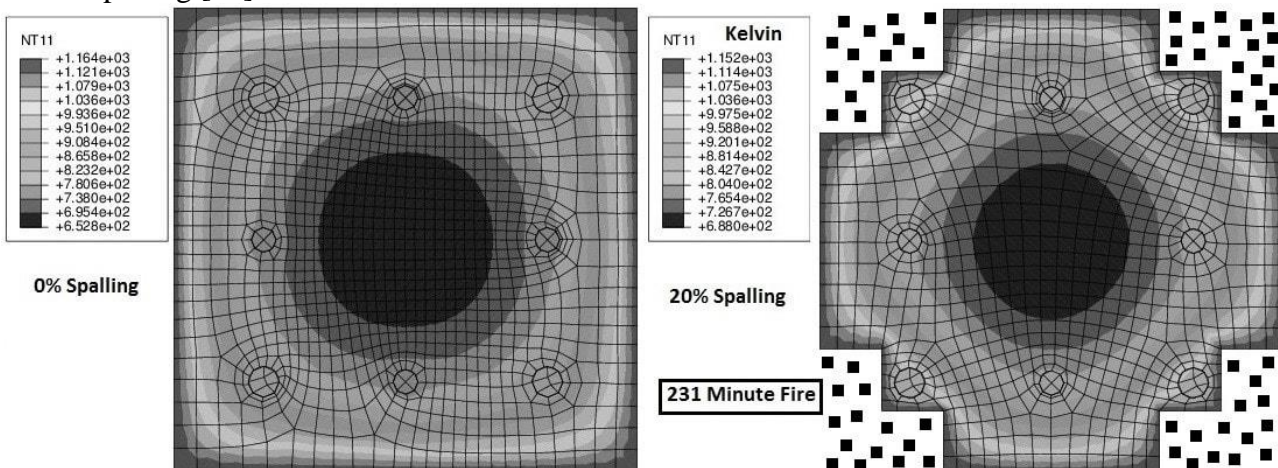 NT11
+1.164e+03
+1.121e+03
+1.079e+03
+1.036e+03
+9.936e+02
+9.510e+02
+9.084e+02
+8.658e+02
+8.232e+02
+7.806e+02
+7.380e+02
+6.954e+02
+6.528e+02
0% Spalling
NT11 Kelvin
+1.152e+03
+1.114e+03
+1.075e+03
+1.036e+03
+9.975e+02
+9.588e+02
+9.201e+02
+8.814e+02
+8.427e+02
+8.040e+02
+7.654e+02
+7.267e+02
+6.880e+02
20% Spalling
231 Minute Fire